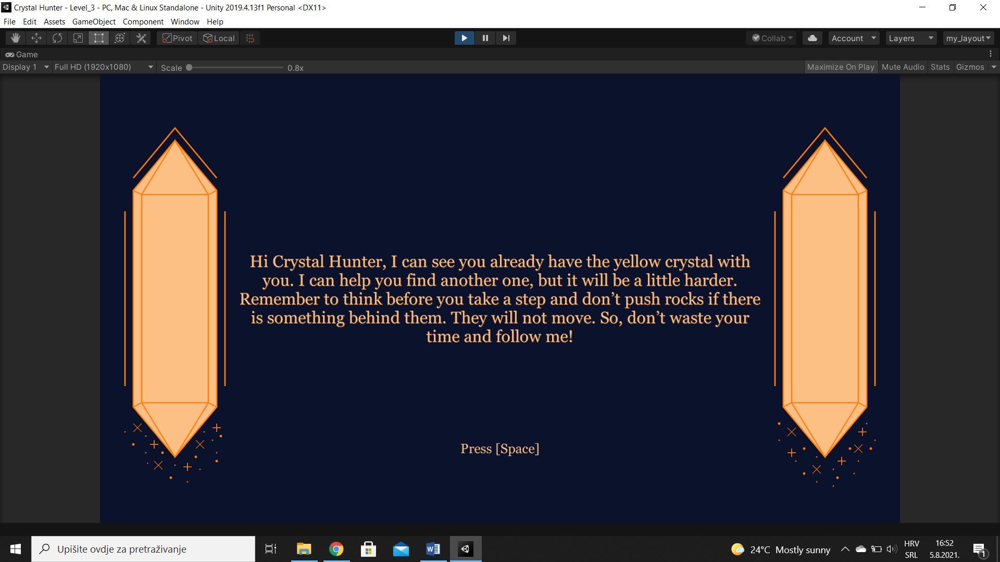 Crystal Hunter - Level_3 - PC, Mac & Linux Standalone - Unity 2019.4.13f1 Personal <DX11>
File Edit Assets GameObject Component Window Help
Pivot Local Collab Account Layers my_layout
Game
Display 1 Full HD (1920x1080) Scale 0.8x Maximize On Play Mute Audio Stats Gizmos
Hi Crystal Hunter, I can see you already have the yellow crystal with
you. I can help you find another one, but it will be a little harder.
Remember to think before you take a step and don’t push rocks if there
is something behind them. They will not move. So, don’t waste your
time and follow me!
Press [Space]
Upišite ovdje za pretraživanje
24°C Mostly sunny
HRV
SRL
16:52
5.8.2021.
1